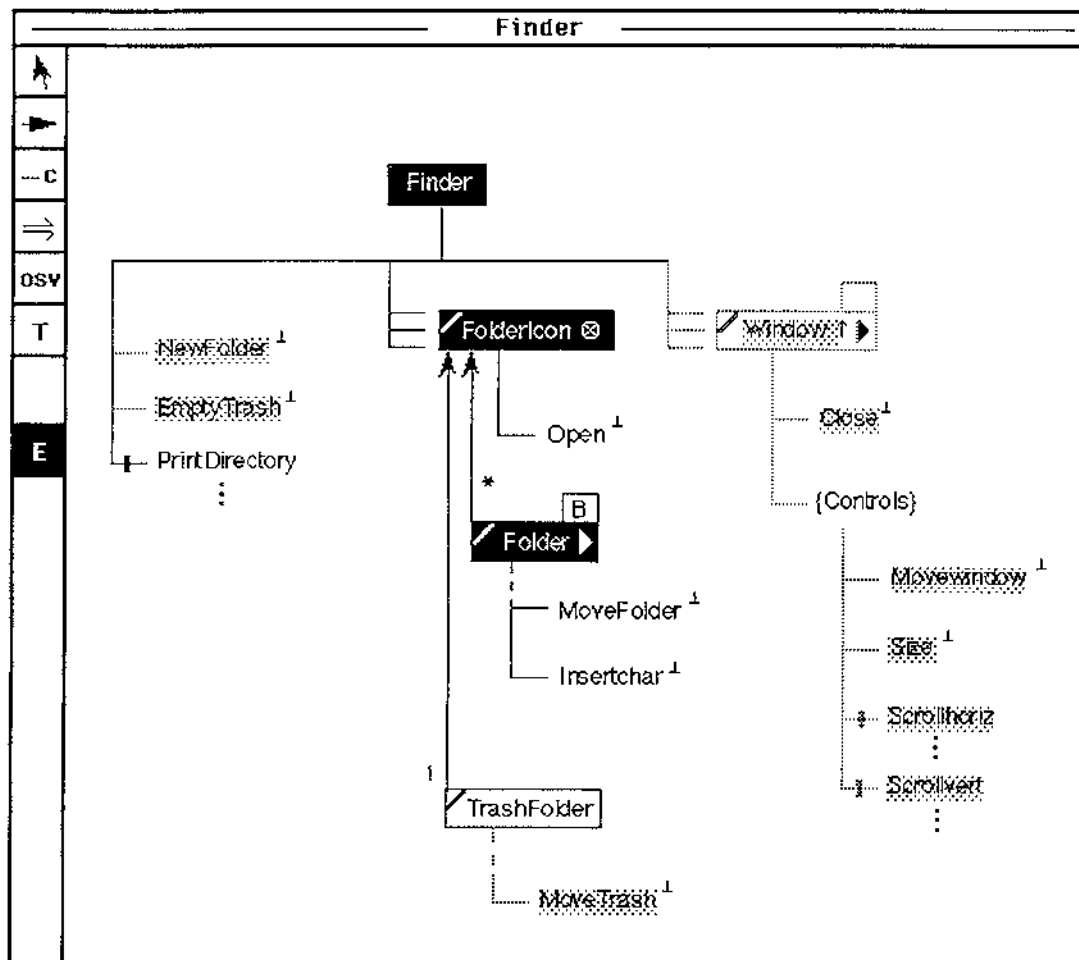 Finder
C
OSV
T
E
Finder
FolderIcon
Window
NewFolder
EmptyTrash
PrintDirectory
Open
Close
*
B
Folder
{Controls}
MoveFolder
Insertchar
Movewindow
Size
Scrollhoriz
Scrollvert
1
TrashFolder
MoveTrash